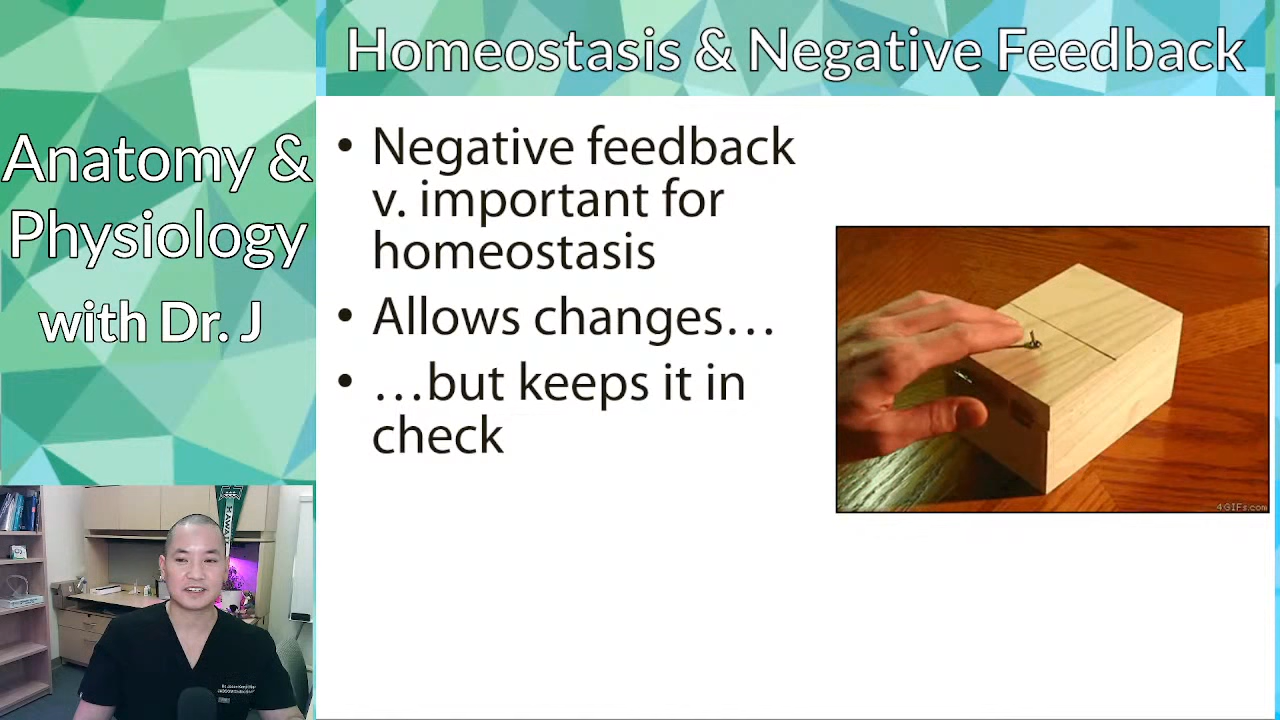 Homeostasis & Negative Feedback
Anatomy &
Physiology
with Dr. J
• Negative feedback
v. important for
homeostasis
• Allows changes…
• …but keeps it in
check
4GIFs.com
HAWAI